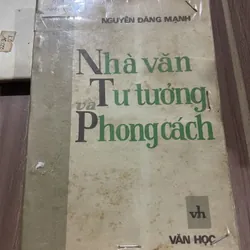 NGUYỄN ĐĂNG MẠNH
Nhà văn
Tư tưởng
và
Phong cách
vh
VĂN HỌC